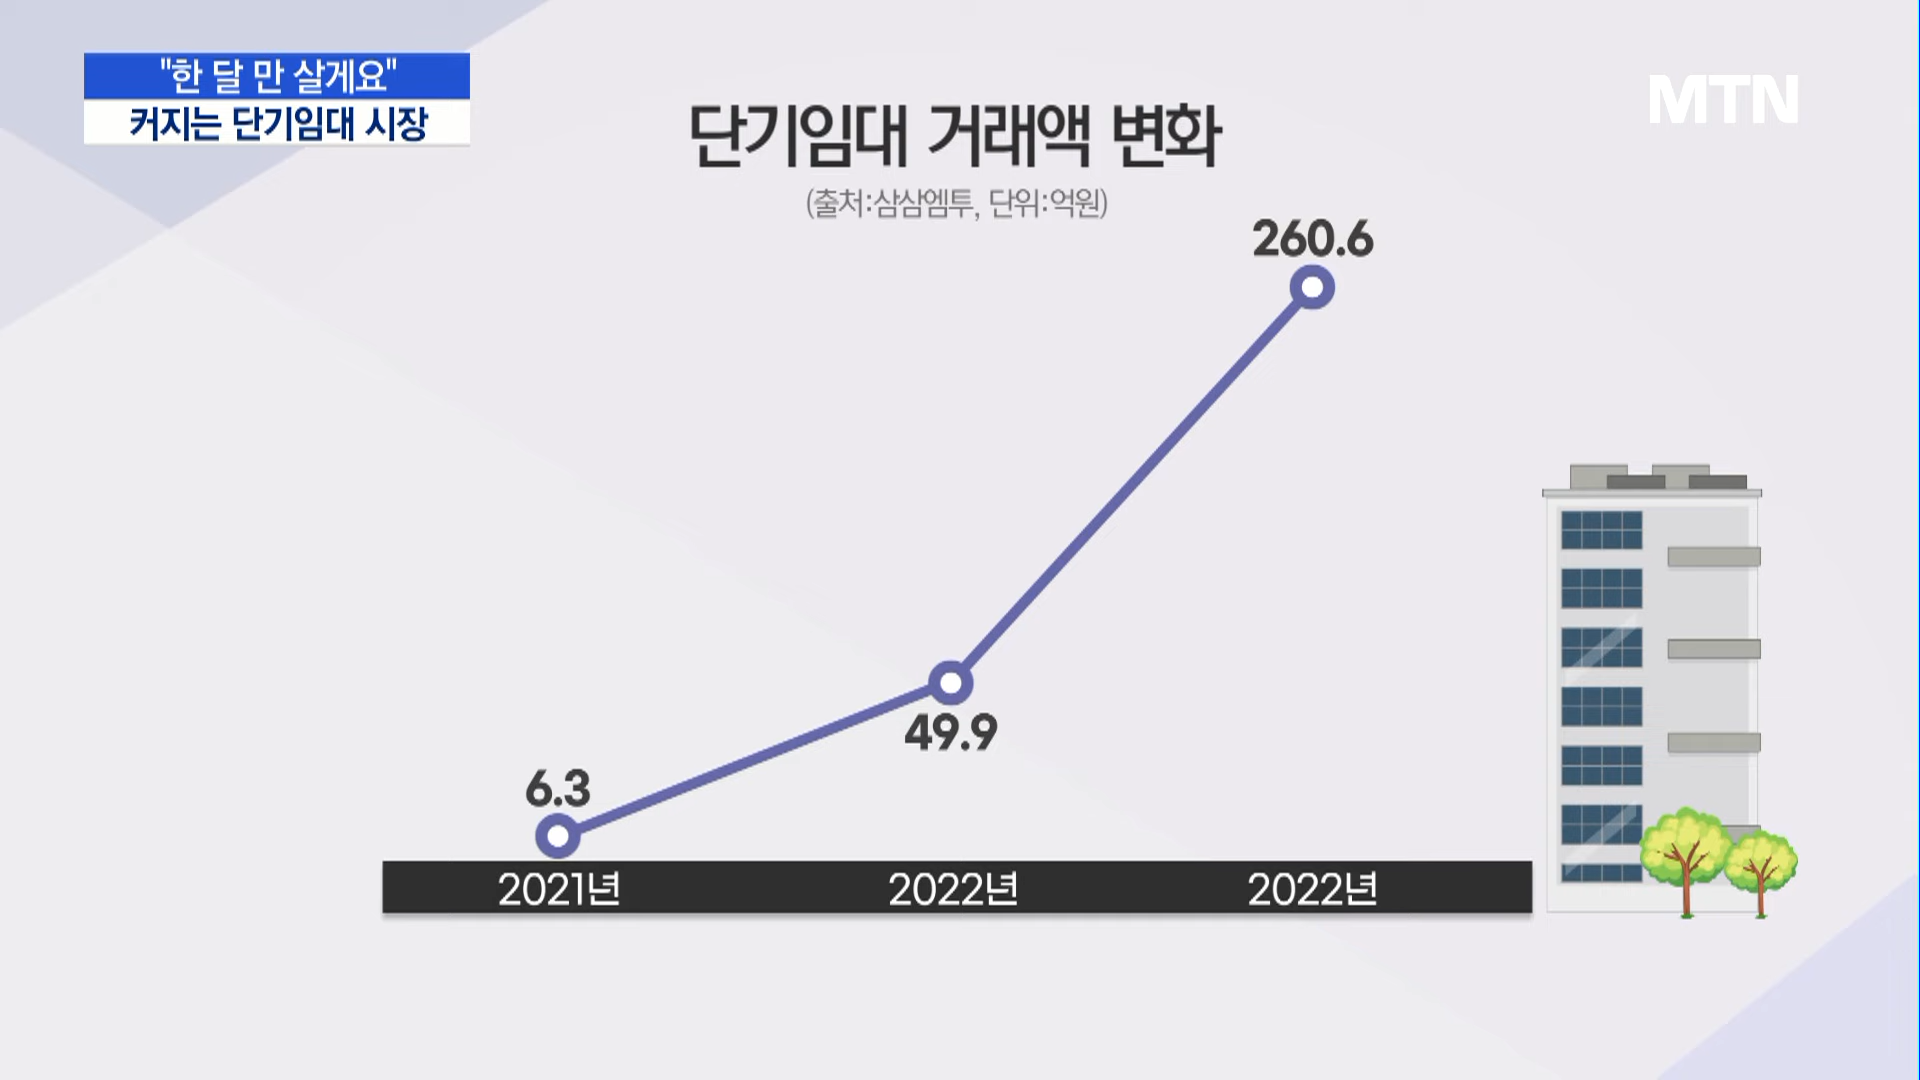 "한 달 만 살게요"
커지는 단기임대 시장
MTN
단기임대 거래액 변화
(출처:삼삼엠투, 단위:억원)
260.6
49.9
6.3
2021년 2022년 2022년